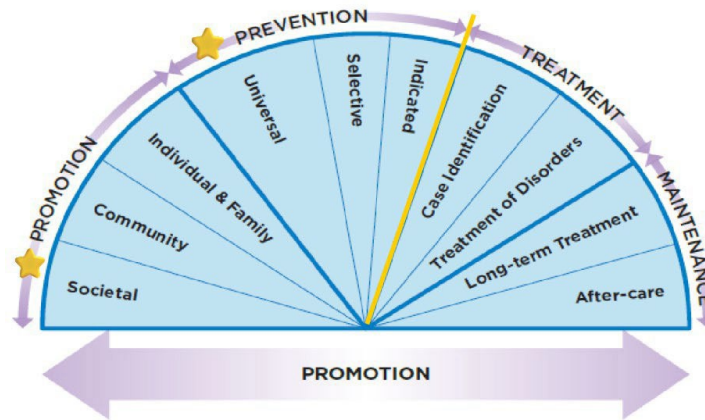 PROMOTION
PREVENTION
TREATMENT
MAINTENANCE
Societal
Community
Individual & Family
Universal
Selective
Indicated
Case Identification
Treatment of Disorders
Long-term Treatment
After-care
PROMOTION